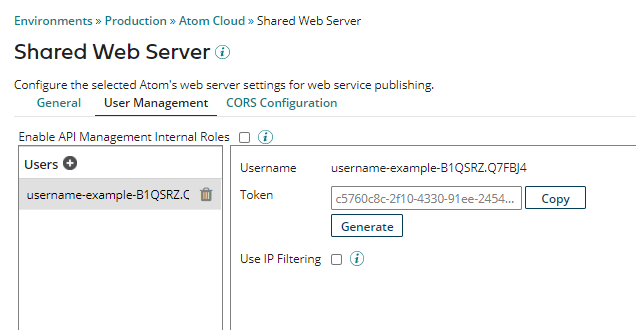 Environments » Production » Atom Cloud » Shared Web Server
Shared Web Server
Configure the selected Atom's web server settings for web service publishing.
General User Management CORS Configuration
Enable API Management Internal Roles
Users
username-example-B1QSRZ.Q
Username username-example-B1QSRZ.Q7FBJ4
Token c5760c8c-2f10-4330-91ee-2454... Copy
Generate
Use IP Filtering